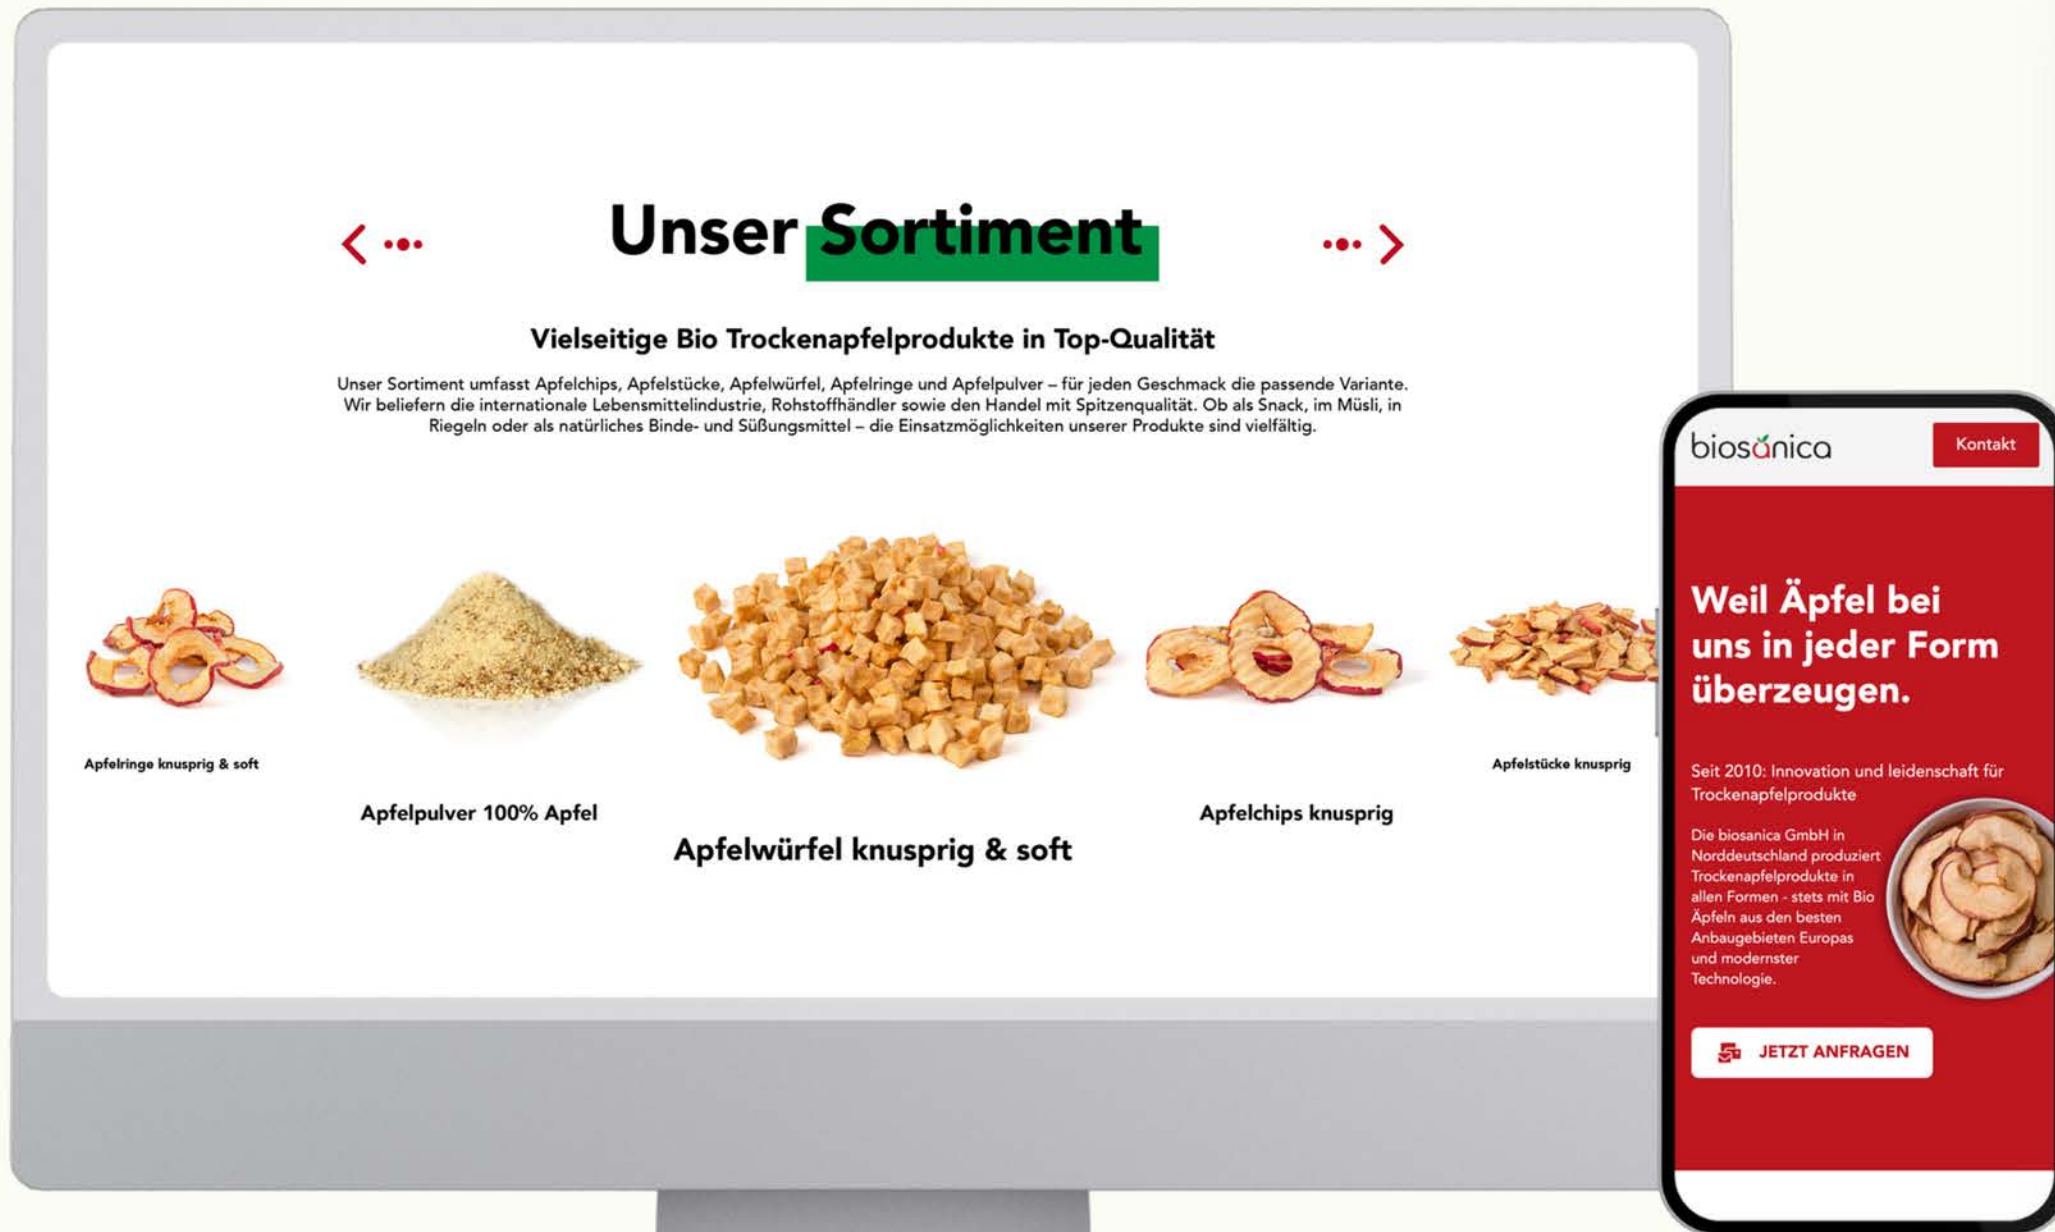 Unser Sortiment
Vielseitige Bio Trockenapfelprodukte in Top-Qualität
Unser Sortiment umfasst Apfelchips, Apfelstücke, Apfelwürfel, Apfelringe und Apfelpulver – für jeden Geschmack die passende Variante.
Wir beliefern die internationale Lebensmittelindustrie, Rohstoffhändler sowie den Handel mit Spitzenqualität. Ob als Snack, im Müsli, in
Riegeln oder als natürliches Binde- und Süßungsmittel – die Einsatzmöglichkeiten unserer Produkte sind vielfältig.
Apfelringe knusprig & soft
Apfelpulver 100% Apfel
Apfelwürfel knusprig & soft
Apfelchips knusprig
Apfelstücke knusprig
biosanica
Kontakt
Weil Äpfel bei
uns in jeder Form
überzeugen.
Seit 2010: Innovation und leidenschaft für
Trockenapfelprodukte
Die biosanica GmbH in
Norddeutschland produziert
Trockenapfelprodukte in
allen Formen - stets mit Bio
Äpfeln aus den besten
Anbaugebieten Europas
und modernster
Technologie.
JETZT ANFRAGEN